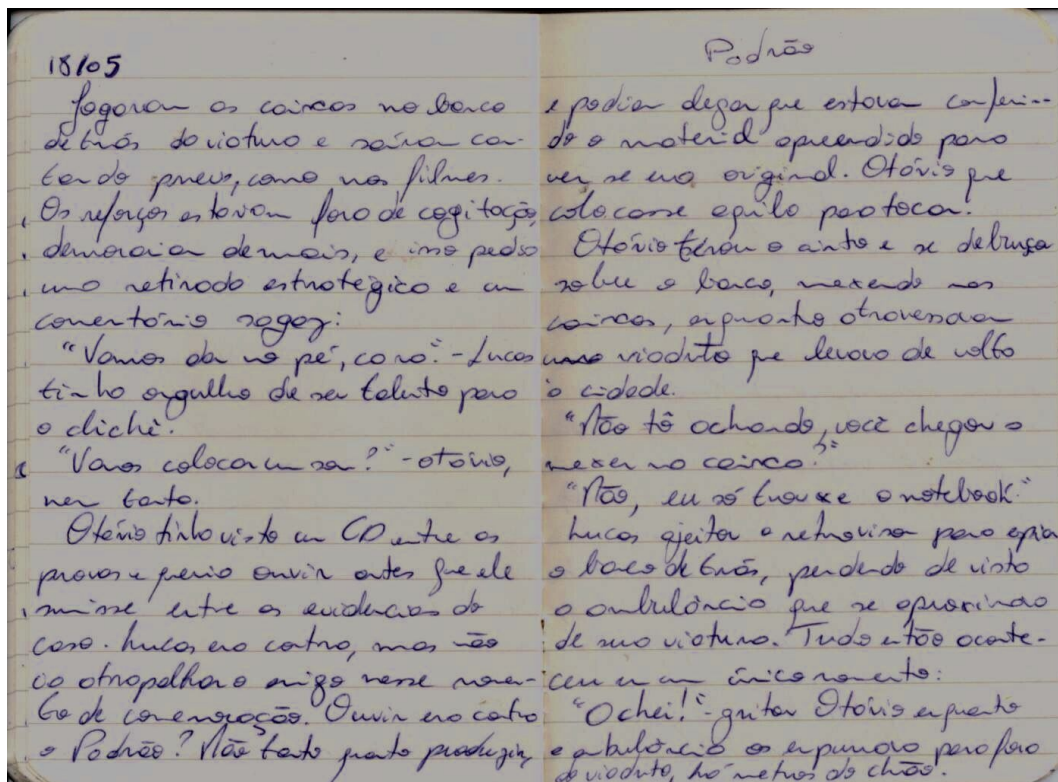 18/05
Jogaram as caixas no banco
de trás da viatura e saíram can-
tando pneus, como nos filmes.
Os reforços estavam fora de cogitação,
demoraria demais, e isso pedia
uma retirada estratégica e um
comentário sagaz:
"Vamos dar no pé, cara." - Lucas
tinha orgulho de seu talento para
o clichê.
"Vamos colocar um som?" - Otávio,
nem tanto.
Otávio tinha visto um CD entre as
provas e queria ouvir antes que ele
sumisse entre as evidencias do
caso. Lucas era contra, mas não
ia atrapalhar o amigo nesse momen-
to de comemoração. Ouvir era contra
o Padrão? Não tanto quanto produzir,
Padrão
e podiam alegar que estavam conferin-
do o material apreendido para
ver se era original. Otávio que
colocasse aquilo pra tocar.
Otávio tirou o cinto e se debruça
sobre o banco, mexendo nas
caixas, enquanto atravessam
uma viaduto que levava de volta
à cidade.
"Não tô achando, você chegou a
mexer na caixa?"
"Não, eu só trouxe o notebook."
Lucas ajeitou o retrovisor para espiar
o banco de trás, perdendo de vista
a ambulância que se aproximava
de sua viatura. Tudo então aconte-
ceu em um único momento:
"Achei!" - gritou Otávio enquanto
a ambulância os empurrava para fora
do viaduto, há metros do chão.